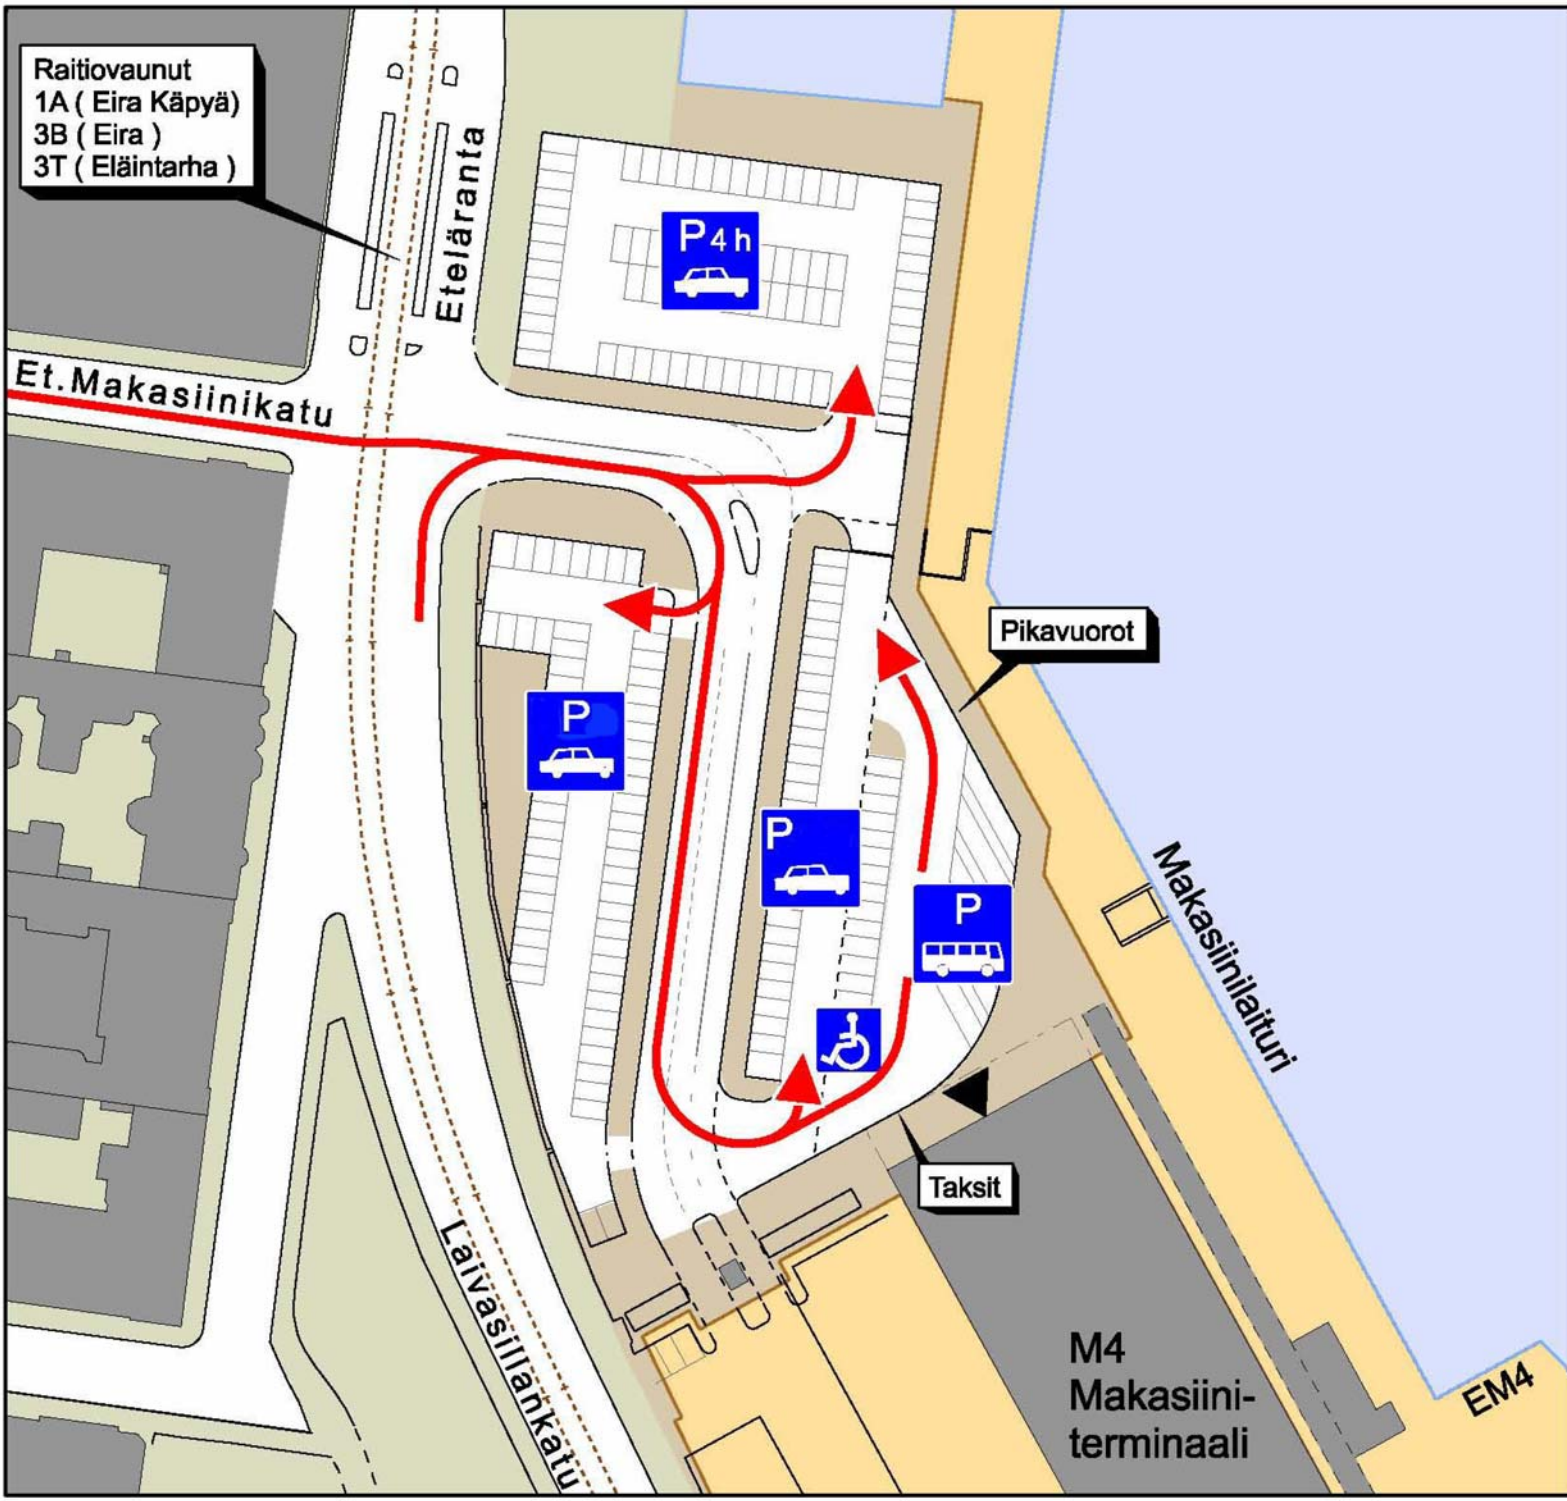 Raitiovaunut
1A ( Eira Käpyä)
3B ( Eira )
3T ( Eläintarha )
Eteläranta
P 4 h
Et.Makasiinikatu
Pikavuorot
P
P
P
Makasiinilaituri
Taksit
Laivasillankatu
M4
Makasiini-
terminaali
EM4